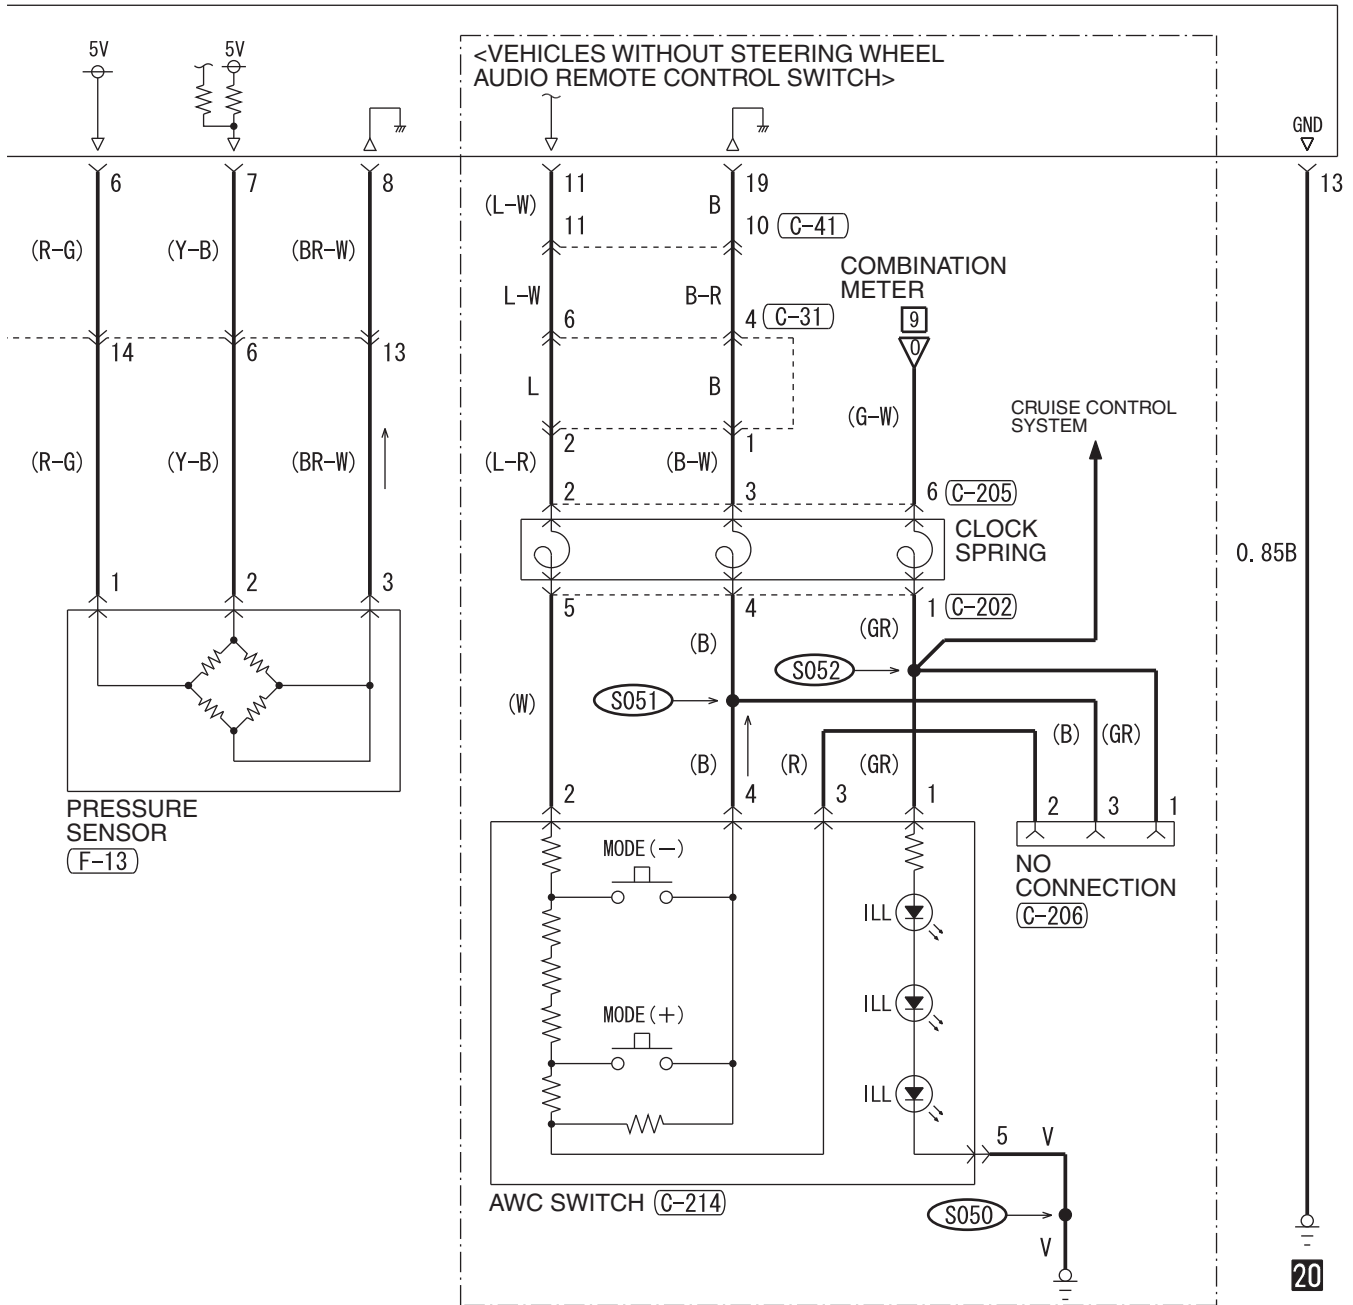 5V
5V
<VEHICLES WITHOUT STEERING WHEEL
AUDIO REMOTE CONTROL SWITCH>
GND
6
7
8
11
19
13
(R-G)
(Y-B)
(BR-W)
(L-W)
B
11
10
C-41
COMBINATION
METER
L-W
B-R
6
4
C-31
9
0
14
6
13
L
B
(G-W)
CRUISE CONTROL
SYSTEM
2
1
(R-G)
(Y-B)
(BR-W)
(L-R)
(B-W)
2
3
6
C-205
CLOCK
SPRING
0.85B
1
2
3
5
4
1
C-202
(B)
(GR)
S052
(W)
S051
(B)
(GR)
(B)
(R)
(GR)
2
4
3
1
2
3
1
PRESSURE
SENSOR
F-13
MODE(-)
NO
CONNECTION
C-206
ILL
ILL
MODE(+)
ILL
5
V
AWC SWITCH
C-214
S050
V
20